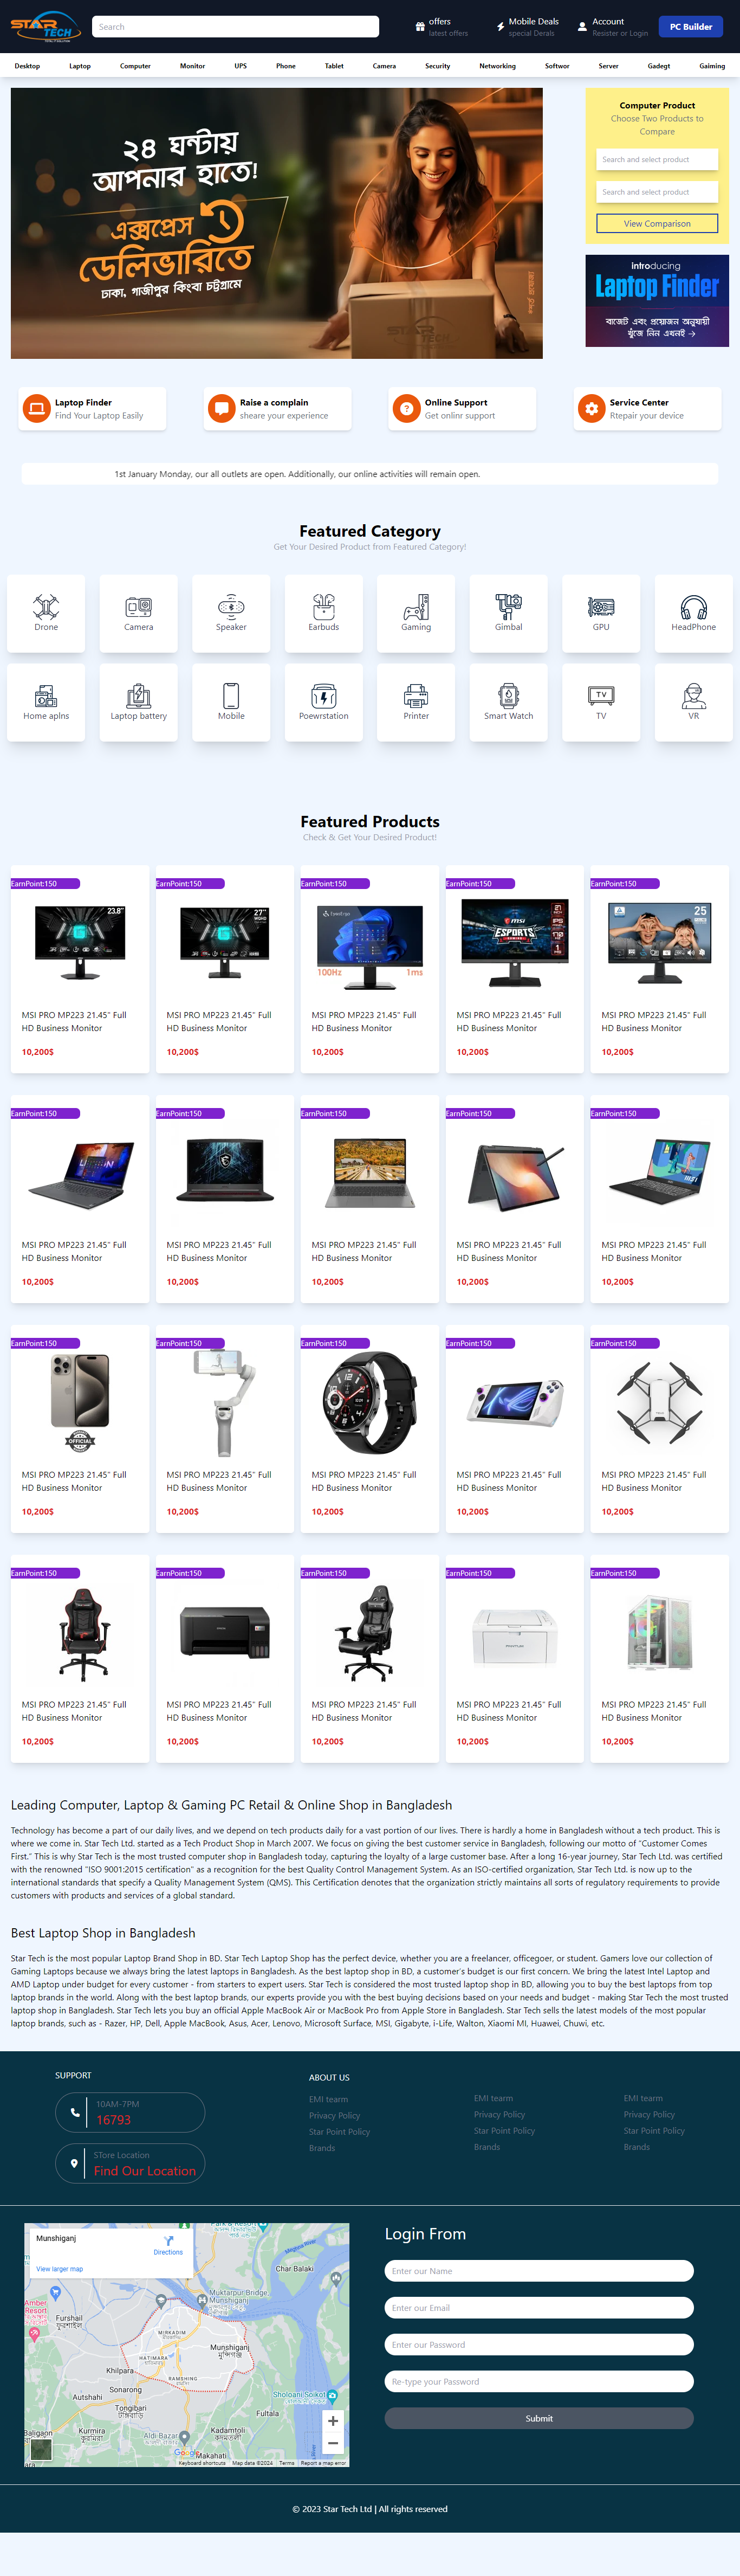 STAR TECH
Search
offers
latest offers
Mobile Deals
special Derals
Account
Resister or Login
PC Builder
Desktop Laptop Computer Monitor UPS Phone Tablet Camera Security Networking Softwor Server Gadegt Gaiming
২৪ ঘন্টায়
আপনার হাতে!
এক্সপ্রেস
ডেলিভারিতে
ঢাকা, গাজীপুর কিংবা চট্টগ্রামে
STAR TECH
Computer Product
Choose Two Products to
Compare
Search and select product
Search and select product
View Comparison
introducing
Laptop Finder
বাজেট এবং প্রয়োজন অনুযায়ী
খুঁজে নিন এখনই →
Laptop Finder
Find Your Laptop Easily
Raise a complain
sheare your experience
Online Support
Get onlinr support
Service Center
Rtepair your device
1st January Monday, our all outlets are open. Additionally, our online activities will remain open.
Featured Category
Get Your Desired Product from Featured Category!
Drone Camera Speaker Earbuds Gaming Gimbal GPU HeadPhone
Home aplns Laptop battery Mobile Poewrstation Printer Smart Watch TV VR
Featured Products
Check & Get Your Desired Product!
EarnPoint:150 EarnPoint:150 EarnPoint:150 EarnPoint:150 EarnPoint:150
23.8" 27" 100Hz 1ms msi ESPORTS 25
MSI PRO MP223 21.45" Full MSI PRO MP223 21.45" Full MSI PRO MP223 21.45" Full MSI PRO MP223 21.45" Full MSI PRO MP223 21.45" Full
HD Business Monitor HD Business Monitor HD Business Monitor HD Business Monitor HD Business Monitor
10,200$ 10,200$ 10,200$ 10,200$ 10,200$
EarnPoint:150 EarnPoint:150 EarnPoint:150 EarnPoint:150 EarnPoint:150
MSI PRO MP223 21.45" Full MSI PRO MP223 21.45" Full MSI PRO MP223 21.45" Full MSI PRO MP223 21.45" Full MSI PRO MP223 21.45" Full
HD Business Monitor HD Business Monitor HD Business Monitor HD Business Monitor HD Business Monitor
10,200$ 10,200$ 10,200$ 10,200$ 10,200$
EarnPoint:150 EarnPoint:150 EarnPoint:150 EarnPoint:150 EarnPoint:150
OFFICIAL
MSI PRO MP223 21.45" Full MSI PRO MP223 21.45" Full MSI PRO MP223 21.45" Full MSI PRO MP223 21.45" Full MSI PRO MP223 21.45" Full
HD Business Monitor HD Business Monitor HD Business Monitor HD Business Monitor HD Business Monitor
10,200$ 10,200$ 10,200$ 10,200$ 10,200$
EarnPoint:150 EarnPoint:150 EarnPoint:150 EarnPoint:150 EarnPoint:150
MSI PRO MP223 21.45" Full MSI PRO MP223 21.45" Full MSI PRO MP223 21.45" Full MSI PRO MP223 21.45" Full MSI PRO MP223 21.45" Full
HD Business Monitor HD Business Monitor HD Business Monitor HD Business Monitor HD Business Monitor
10,200$ 10,200$ 10,200$ 10,200$ 10,200$
Leading Computer, Laptop & Gaming PC Retail & Online Shop in Bangladesh
Technology has become a part of our daily lives, and we depend on tech products daily for a vast portion of our lives. There is hardly a home in Bangladesh without a tech product. This is
where we come in. Star Tech Ltd. started as a Tech Product Shop in March 2007. We focus on giving the best customer service in Bangladesh, following our motto of "Customer Comes
First." This is why Star Tech is the most trusted computer shop in Bangladesh today, capturing the loyalty of a large customer base. After a long 16-year journey, Star Tech Ltd. was certified
with the renowned "ISO 9001:2015 certification" as a recognition for the best Quality Control Management System. As an ISO-certified organization, Star Tech Ltd. is now up to the
international standards that specify a Quality Management System (QMS). This Certification denotes that the organization strictly maintains all sorts of regulatory requirements to provide
customers with products and services of a global standard.
Best Laptop Shop in Bangladesh
Star Tech is the most popular Laptop Brand Shop in BD. Star Tech Laptop Shop has the perfect device, whether you are a freelancer, officegoer, or student. Gamers love our collection of
Gaming Laptops because we always bring the latest laptops in Bangladesh. As the best laptop shop in BD, a customer's budget is our first concern. We bring the latest Intel Laptop and
AMD Laptop under budget for every customer - from starters to expert users. Star Tech is considered the most trusted laptop shop in BD, allowing you to buy the best laptops from top
laptop brands in the world. Along with the best laptop brands, our experts provide you with the best buying decisions based on your needs and budget - making Star Tech the most trusted
laptop shop in Bangladesh. Star Tech lets you buy an official Apple MacBook Air or MacBook Pro from Apple Store in Bangladesh. Star Tech sells the latest models of the most popular
laptop brands, such as - Razer, HP, Dell, Apple MacBook, Asus, Acer, Lenovo, Microsoft Surface, MSI, Gigabyte, i-Life, Walton, Xiaomi MI, Huawei, Chuwi, etc.
SUPPORT
10AM-7PM
16793
STore Location
Find Our Location
ABOUT US
EMI tearm EMI tearm EMI tearm
Privacy Policy Privacy Policy Privacy Policy
Star Point Policy Star Point Policy Star Point Policy
Brands Brands Brands
Munshiganj
Directions
View larger map
Char Balaki
Amber
Resort
Muktarpur Bridge,
Munshiganj
Furshail
ফুরশাইল
MIRKADIM
Munshiganj
মুন্সিগঞ্জ
HATIMARA
Khilpara
RAMSHING
Sonarong
Autshahi
Sholoani Soikot
Tongibari
টংগিবাড়ি
Fultala
Baligaon
Kurmira
কুরমিরা
Aldi-Bazar
Kadamtoli
কদমতলী
Makahati
Google
Keyboard shortcuts Map data ©2024 Terms Report a map error
Login From
Enter our Name
Enter our Email
Enter our Password
Re-type your Password
Submit
© 2023 Star Tech Ltd | All rights reserved